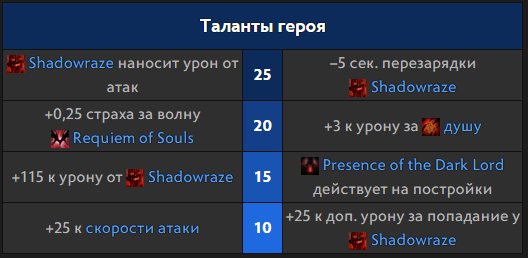 Таланты героя
Shadowraze наносит урон от
атак
25
−5 сек. перезарядки
Shadowraze
+0,25 страха за волну
Requiem of Souls
20
+3 к урону за душу
+115 к урону от Shadowraze
15
Presence of the Dark Lord
действует на постройки
+25 к скорости атаки
10
+25 к доп. урону за попадание у
Shadowraze